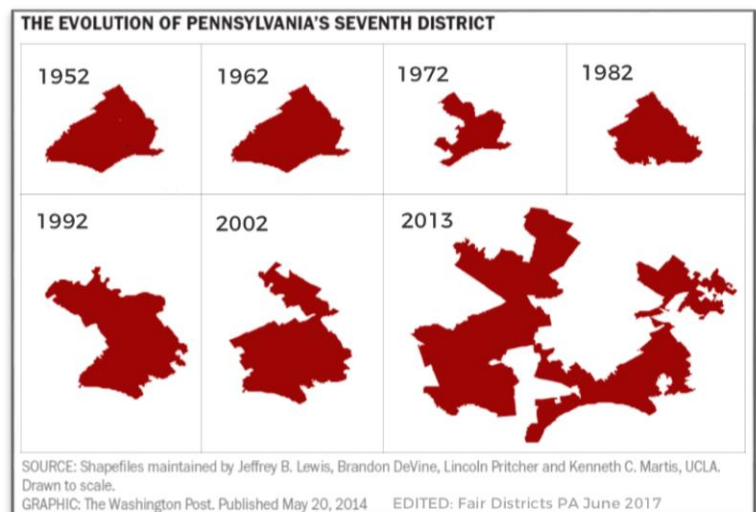 THE EVOLUTION OF PENNSYLVANIA'S SEVENTH DISTRICT
1952
1962
1972
1982
1992
2002
2013
SOURCE: Shapefiles maintained by Jeffrey B. Lewis, Brandon DeVine, Lincoln Pritcher and Kenneth C. Martis, UCLA.
Drawn to scale.
GRAPHIC: The Washington Post. Published May 20, 2014 EDITED: Fair Districts PA June 2017